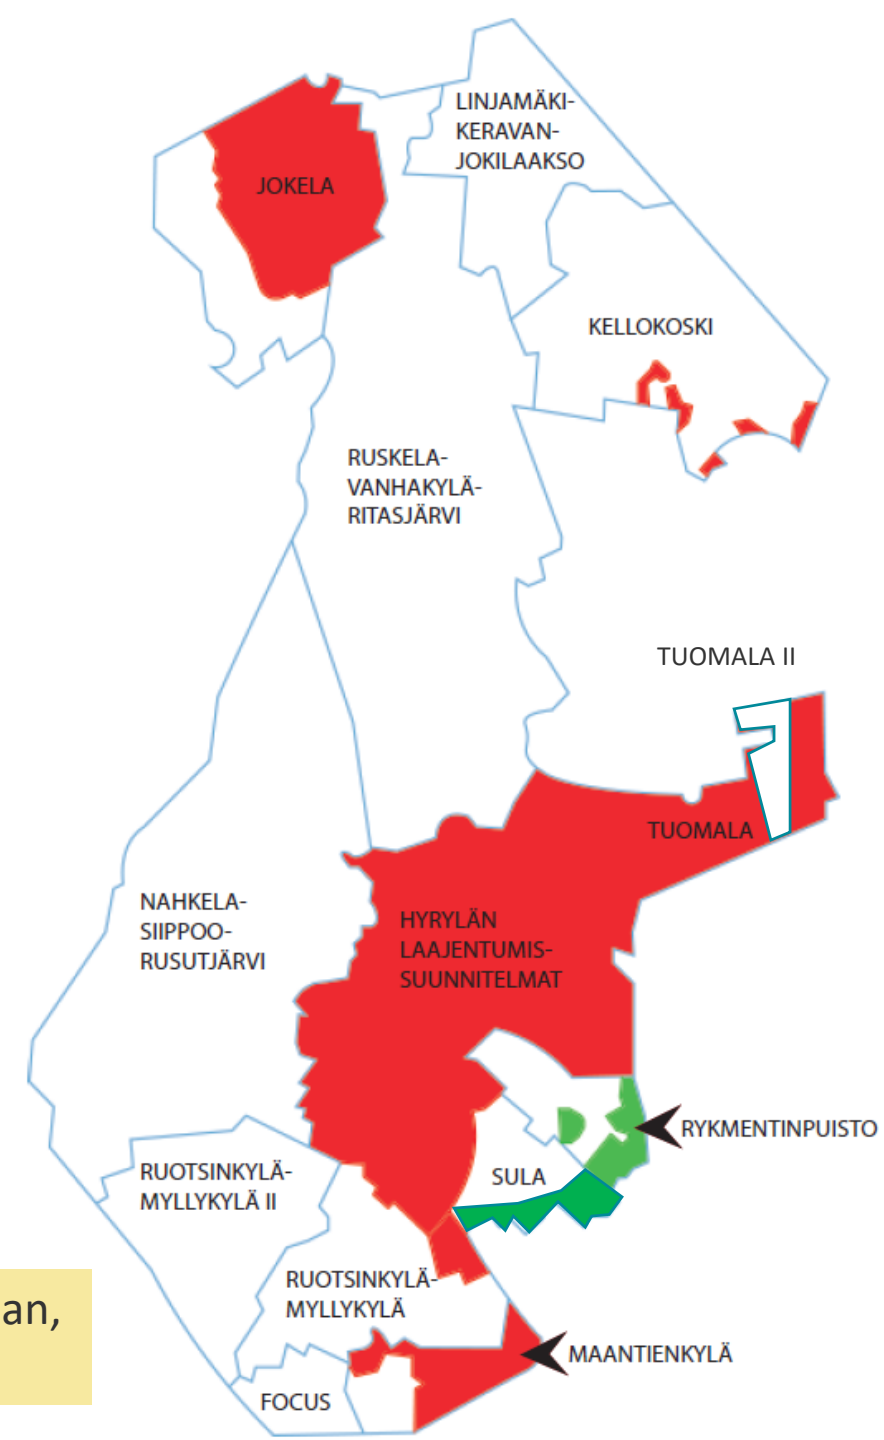 LINJAMÄKI-
KERAVAN-
JOKILAAKSO
JOKELA
KELLOKOSKI
RUSKELA-
VANHAKYLÄ-
RITASJÄRVI
TUOMALA II
TUOMALA
NAHKELA-
SIIPPOO-
RUSUTJÄRVI
HYRYLÄN
LAAJENTUMIS-
SUUNNITELMAT
RYKMENTINPUISTO
SULA
RUOTSINKYLÄ-
MYLLYKYLÄ II
RUOTSINKYLÄ-
MYLLYKYLÄ
an,
MAANTIENKYLÄ
FOCUS